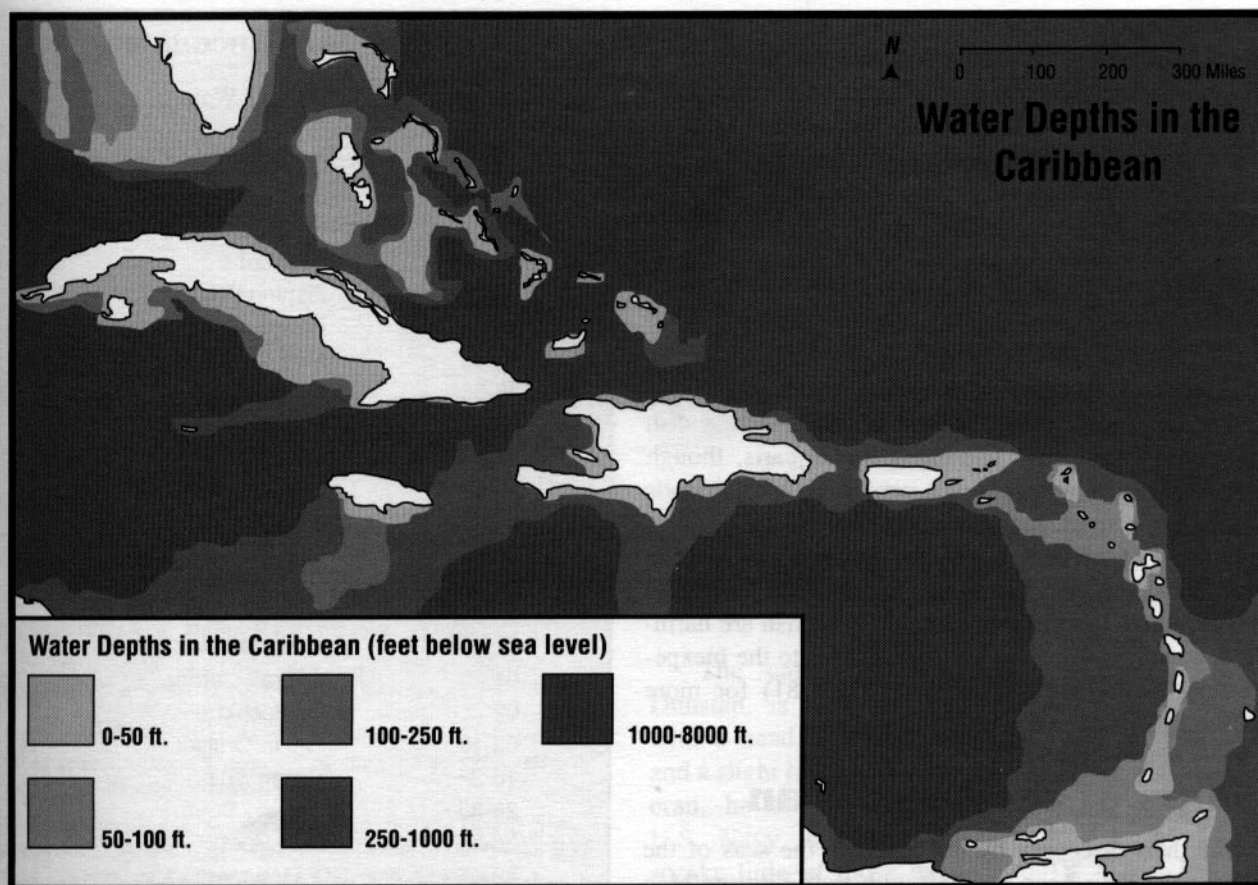 N
0 100 200 300 Miles
Water Depths in the
Caribbean
Water Depths in the Caribbean (feet below sea level)
0-50 ft.
100-250 ft.
1000-8000 ft.
50-100 ft.
250-1000 ft.